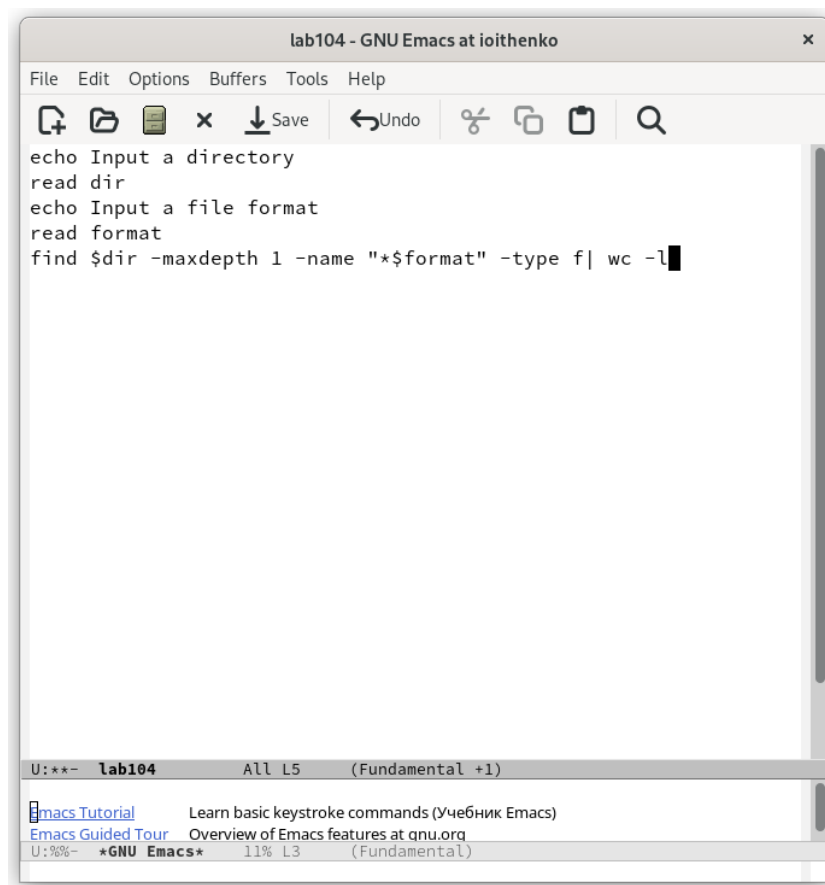 lab104 - GNU Emacs at ioithenko
File Edit Options Buffers Tools Help
Save Undo
echo Input a directory
read dir
echo Input a file format
read format
find $dir -maxdepth 1 -name "*$format" -type f| wc -l
U:**- lab104 All L5 (Fundamental +1)
Emacs Tutorial Learn basic keystroke commands (Учебник Emacs)
Emacs Guided Tour Overview of Emacs features at gnu.org
U:%%- *GNU Emacs* 11% L3 (Fundamental)